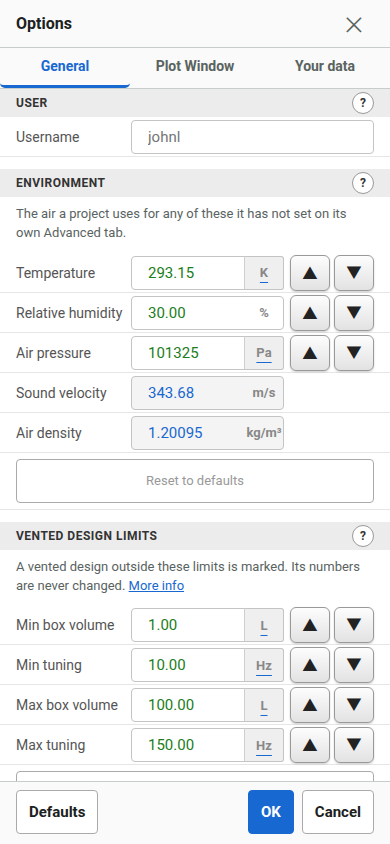 Options
General Plot Window Your data
USER ?
Username johnl
ENVIRONMENT ?
The air a project uses for any of these it has not set on its
own Advanced tab.
Temperature 293.15 K
Relative humidity 30.00 %
Air pressure 101325 Pa
Sound velocity 343.68 m/s
Air density 1.20095 kg/m³
Reset to defaults
VENTED DESIGN LIMITS ?
A vented design outside these limits is marked. Its numbers
are never changed. More info
Min box volume 1.00 L
Min tuning 10.00 Hz
Max box volume 100.00 L
Max tuning 150.00 Hz
Defaults OK Cancel